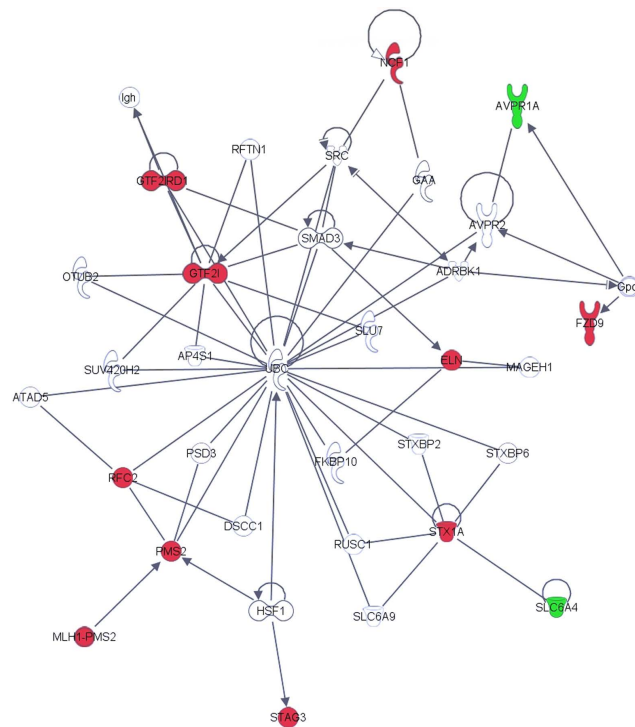 NCF1
Igh
AVPR1A
RFTN1
SRC
GTF2IRD1
GAA
AVPR2
SMAD3
OTUB2
GTF2I
ADRBK1
Gpc
FZD9
SLU7
AP4S1
SUV420H2
UBC
ELN
MAGEH1
ATAD5
PSD3
FKBP10
STXBP2
STXBP6
RFC2
DSCC1
RUSC1
STX1A
PMS2
HSF1
SLC6A9
SLC6A4
MLH1-PMS2
STAG3